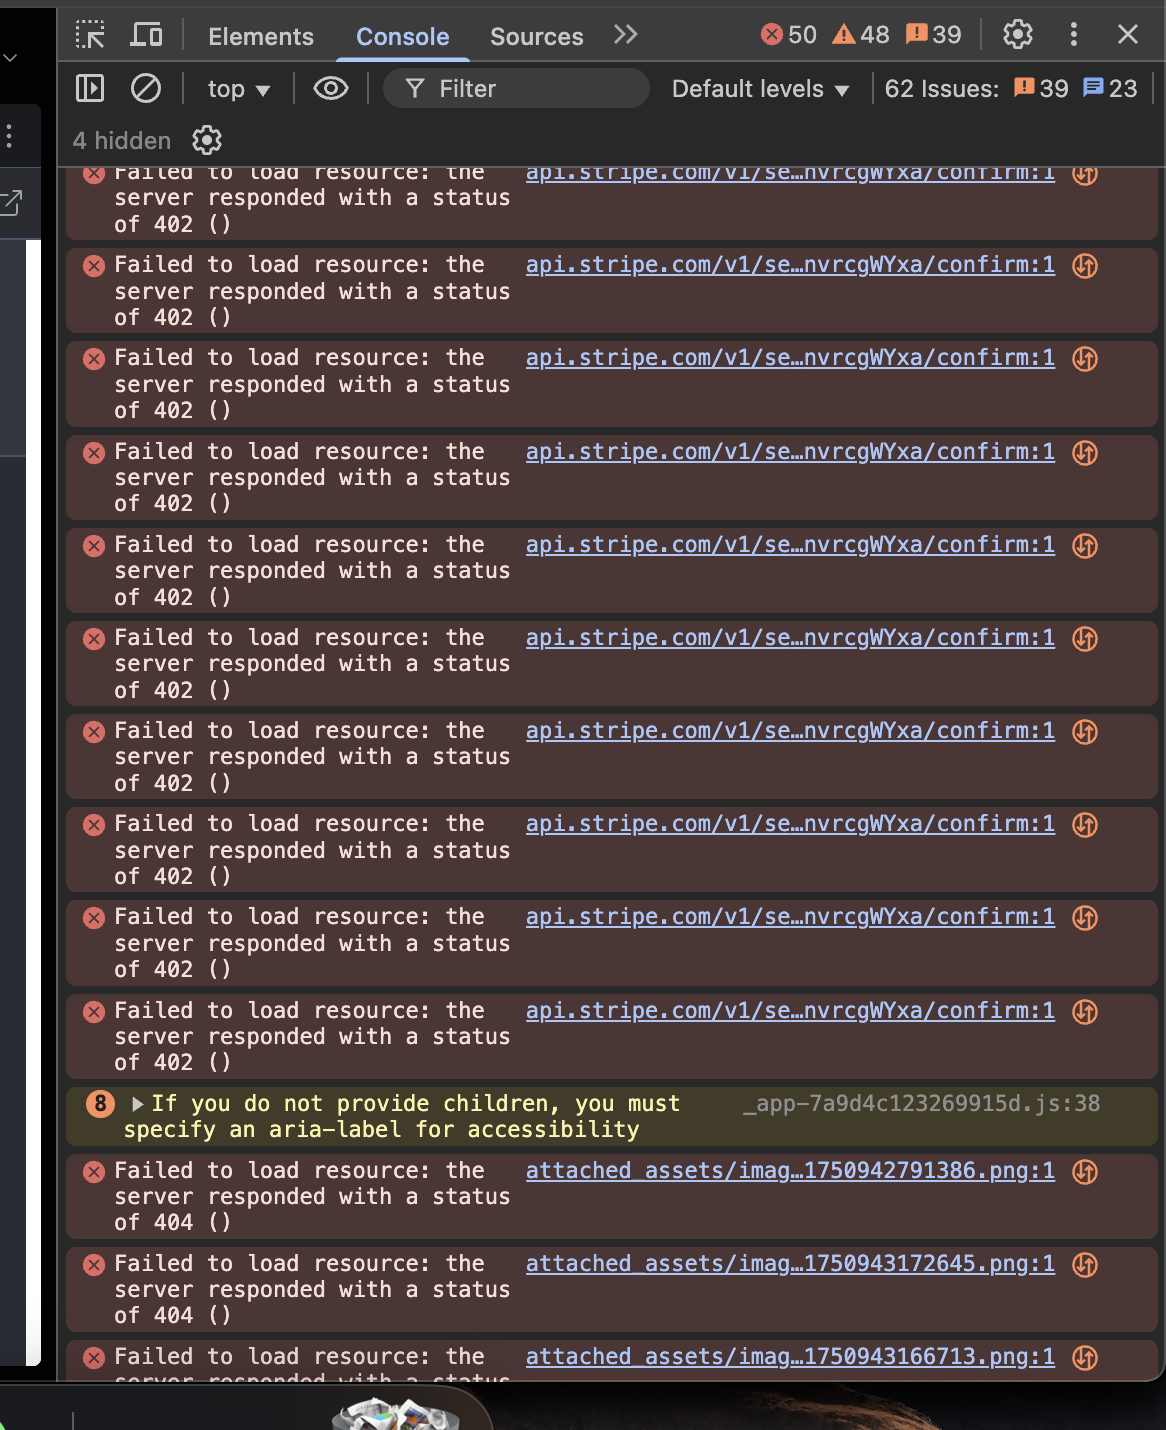 Elements Console Sources 50 48 39
top Filter Default levels 62 Issues: 39 23
4 hidden
Failed to load resource: the api.stripe.com/v1/se…nvrcgWYxa/confirm:1
server responded with a status
of 402 ()
Failed to load resource: the api.stripe.com/v1/se…nvrcgWYxa/confirm:1
server responded with a status
of 402 ()
Failed to load resource: the api.stripe.com/v1/se…nvrcgWYxa/confirm:1
server responded with a status
of 402 ()
Failed to load resource: the api.stripe.com/v1/se…nvrcgWYxa/confirm:1
server responded with a status
of 402 ()
Failed to load resource: the api.stripe.com/v1/se…nvrcgWYxa/confirm:1
server responded with a status
of 402 ()
Failed to load resource: the api.stripe.com/v1/se…nvrcgWYxa/confirm:1
server responded with a status
of 402 ()
Failed to load resource: the api.stripe.com/v1/se…nvrcgWYxa/confirm:1
server responded with a status
of 402 ()
Failed to load resource: the api.stripe.com/v1/se…nvrcgWYxa/confirm:1
server responded with a status
of 402 ()
Failed to load resource: the api.stripe.com/v1/se…nvrcgWYxa/confirm:1
server responded with a status
of 402 ()
Failed to load resource: the api.stripe.com/v1/se…nvrcgWYxa/confirm:1
server responded with a status
of 402 ()
8 If you do not provide children, you must _app-7a9d4c123269915d.js:38
specify an aria-label for accessibility
Failed to load resource: the attached_assets/imag…1750942791386.png:1
server responded with a status
of 404 ()
Failed to load resource: the attached_assets/imag…1750943172645.png:1
server responded with a status
of 404 ()
Failed to load resource: the attached_assets/imag…1750943166713.png:1
server responded with a status